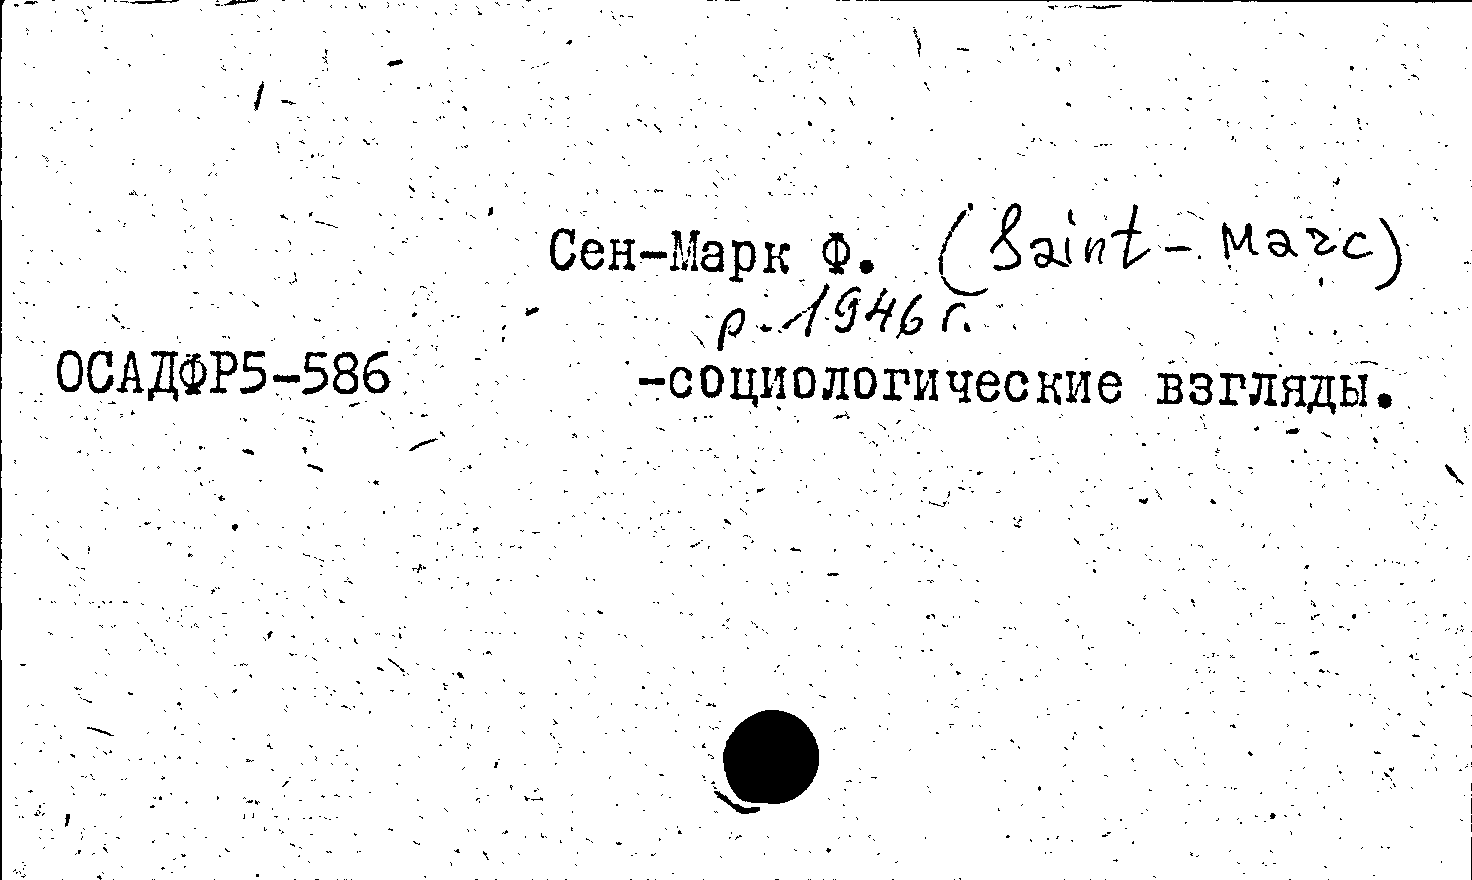 Сен-Марк Ф. (Saint-Marc)
р. 1946 г.
ОСАДФР5-586 -социологические взгляды.